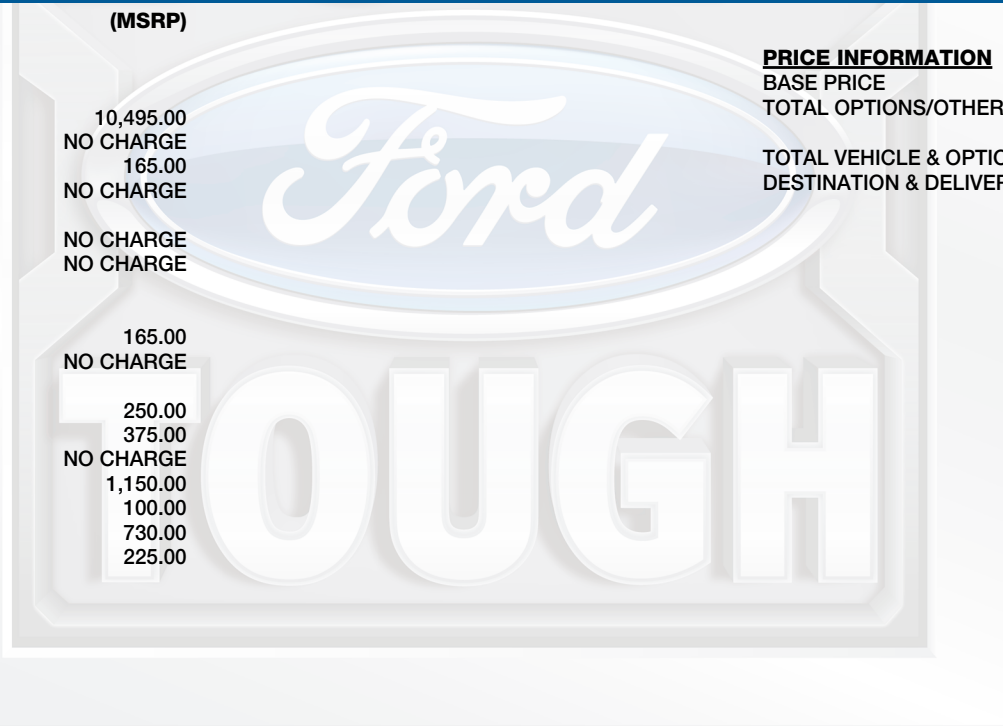 (MSRP)
10,495.00
NO CHARGE
165.00
NO CHARGE
NO CHARGE
NO CHARGE
165.00
NO CHARGE
250.00
375.00
NO CHARGE
1,150.00
100.00
730.00
225.00
PRICE INFORMATION
BASE PRICE
TOTAL OPTIONS/OTHER
TOTAL VEHICLE & OPTIO
DESTINATION & DELIVER
Ford
TOUGH